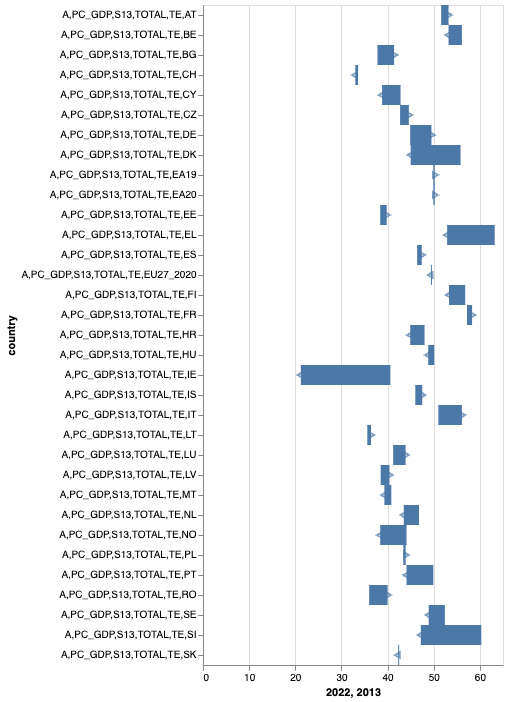 A,PC_GDP,S13,TOTAL,TE,AT
A,PC_GDP,S13,TOTAL,TE,BE
A,PC_GDP,S13,TOTAL,TE,BG
A,PC_GDP,S13,TOTAL,TE,CH
A,PC_GDP,S13,TOTAL,TE,CY
A,PC_GDP,S13,TOTAL,TE,CZ
A,PC_GDP,S13,TOTAL,TE,DE
A,PC_GDP,S13,TOTAL,TE,DK
A,PC_GDP,S13,TOTAL,TE,EA19
A,PC_GDP,S13,TOTAL,TE,EA20
A,PC_GDP,S13,TOTAL,TE,EE
A,PC_GDP,S13,TOTAL,TE,EL
A,PC_GDP,S13,TOTAL,TE,ES
A,PC_GDP,S13,TOTAL,TE,EU27_2020
A,PC_GDP,S13,TOTAL,TE,FI
A,PC_GDP,S13,TOTAL,TE,FR
A,PC_GDP,S13,TOTAL,TE,HR
A,PC_GDP,S13,TOTAL,TE,HU
A,PC_GDP,S13,TOTAL,TE,IE
A,PC_GDP,S13,TOTAL,TE,IS
A,PC_GDP,S13,TOTAL,TE,IT
A,PC_GDP,S13,TOTAL,TE,LT
A,PC_GDP,S13,TOTAL,TE,LU
A,PC_GDP,S13,TOTAL,TE,LV
A,PC_GDP,S13,TOTAL,TE,MT
A,PC_GDP,S13,TOTAL,TE,NL
A,PC_GDP,S13,TOTAL,TE,NO
A,PC_GDP,S13,TOTAL,TE,PL
A,PC_GDP,S13,TOTAL,TE,PT
A,PC_GDP,S13,TOTAL,TE,RO
A,PC_GDP,S13,TOTAL,TE,SE
A,PC_GDP,S13,TOTAL,TE,SI
A,PC_GDP,S13,TOTAL,TE,SK
country
0 10 20 30 40 50 60
2022, 2013